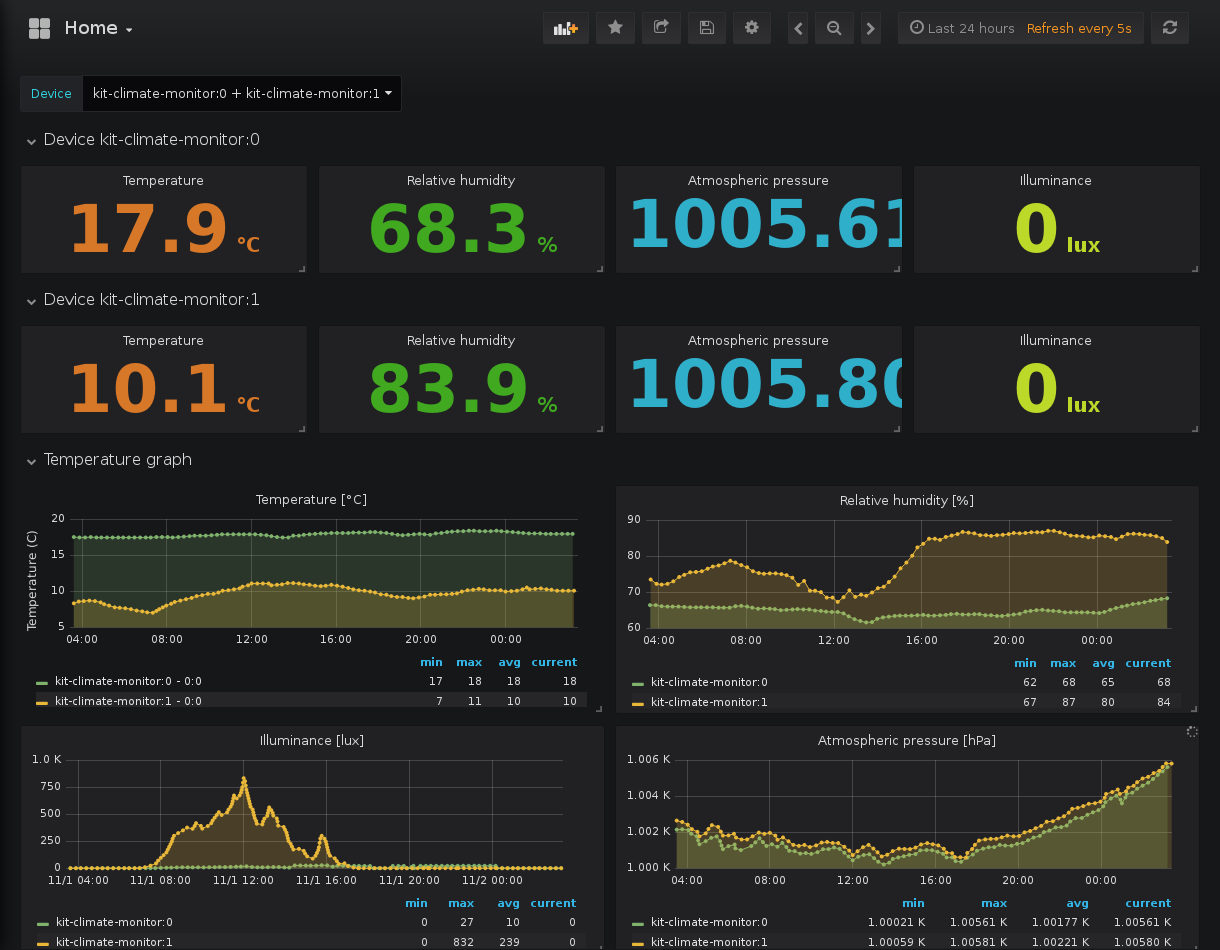 Home
Last 24 hours Refresh every 5s
Device kit-climate-monitor:0 + kit-climate-monitor:1
Device kit-climate-monitor:0
Temperature Relative humidity Atmospheric pressure Illuminance
17.9 °C 68.3 % 1005.61 0 lux
Device kit-climate-monitor:1
Temperature Relative humidity Atmospheric pressure Illuminance
10.1 °C 83.9 % 1005.80 0 lux
Temperature graph
Temperature [°C]
Temperature (C)
20
15
10
5
04:00 08:00 12:00 16:00 20:00 00:00
min max avg current
kit-climate-monitor:0 - 0:0 17 18 18 18
kit-climate-monitor:1 - 0:0 7 11 10 10
Relative humidity [%]
90
80
70
60
04:00 08:00 12:00 16:00 20:00 00:00
min max avg current
kit-climate-monitor:0 62 68 65 68
kit-climate-monitor:1 67 87 80 84
Illuminance [lux]
1.0 K
750
500
250
0
11/1 04:00 11/1 08:00 11/1 12:00 11/1 16:00 11/1 20:00 11/2 00:00
min max avg current
kit-climate-monitor:0 0 27 10 0
kit-climate-monitor:1 0 832 239 0
Atmospheric pressure [hPa]
1.006 K
1.004 K
1.002 K
1.000 K
04:00 08:00 12:00 16:00 20:00 00:00
min max avg current
kit-climate-monitor:0 1.00021 K 1.00561 K 1.00177 K 1.00561 K
kit-climate-monitor:1 1.00059 K 1.00581 K 1.00221 K 1.00580 K